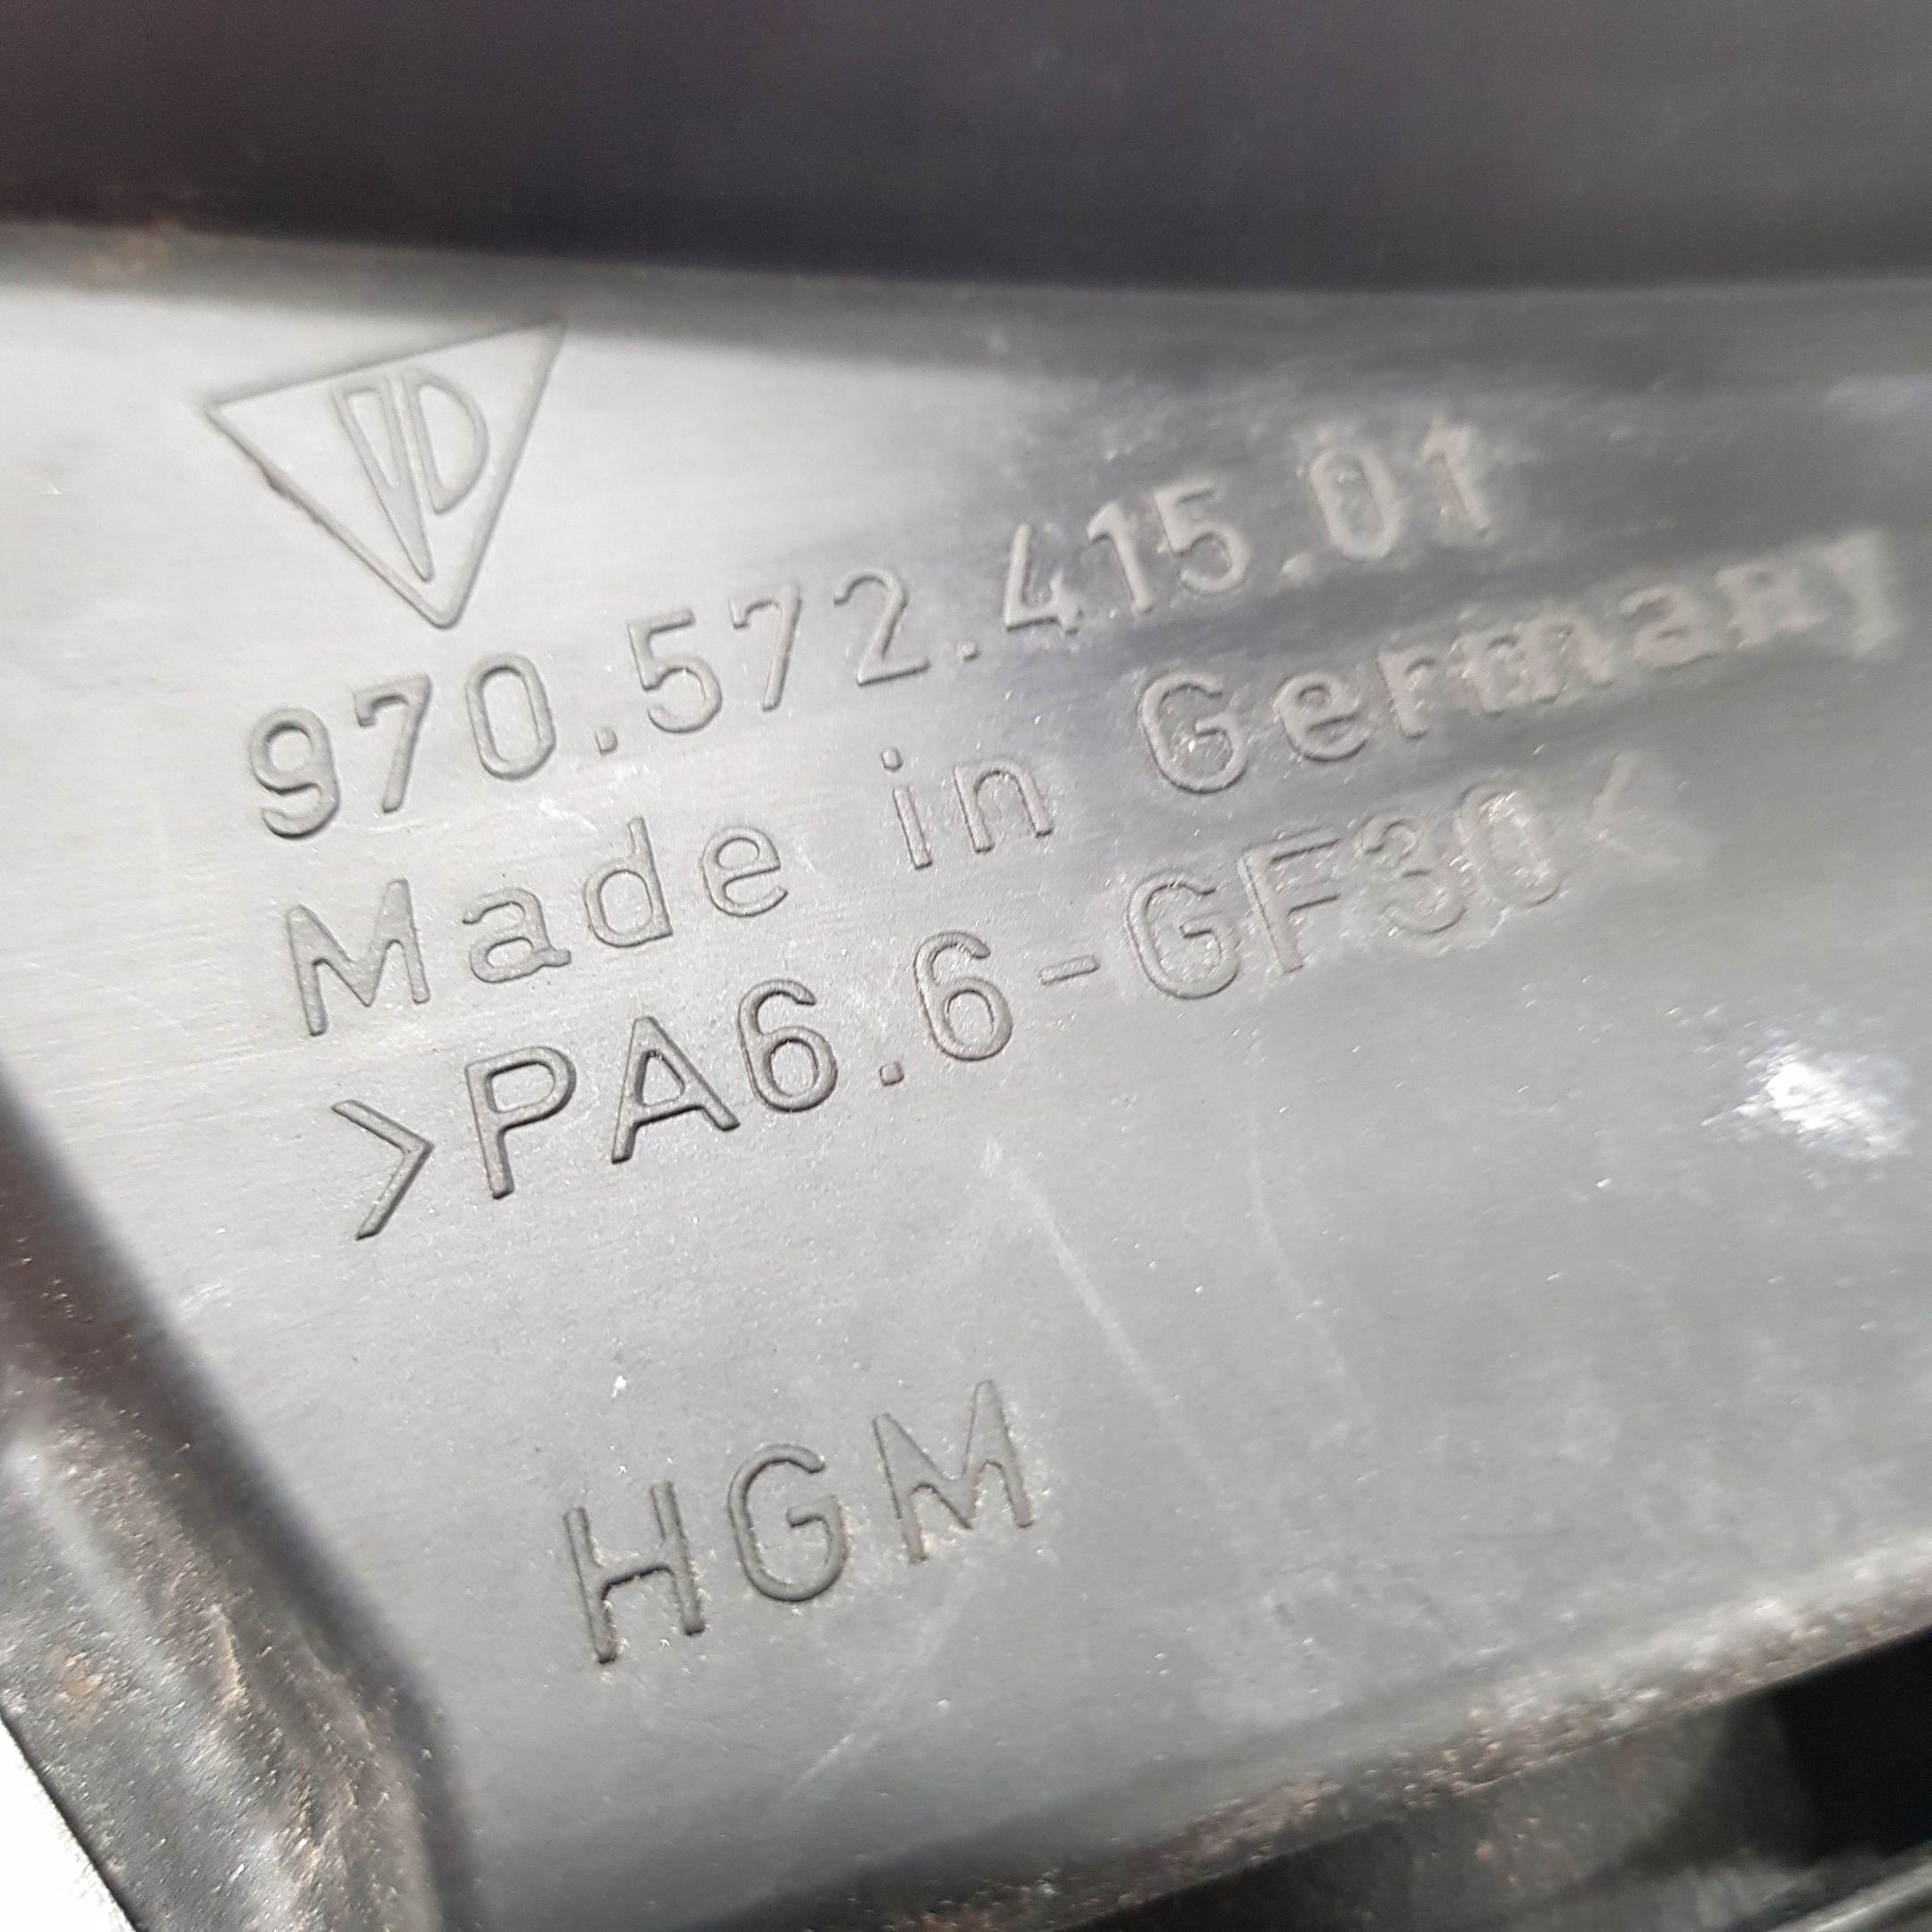 970.572.415.01
Made in Germany
>PA6.6-GF30<
HGM